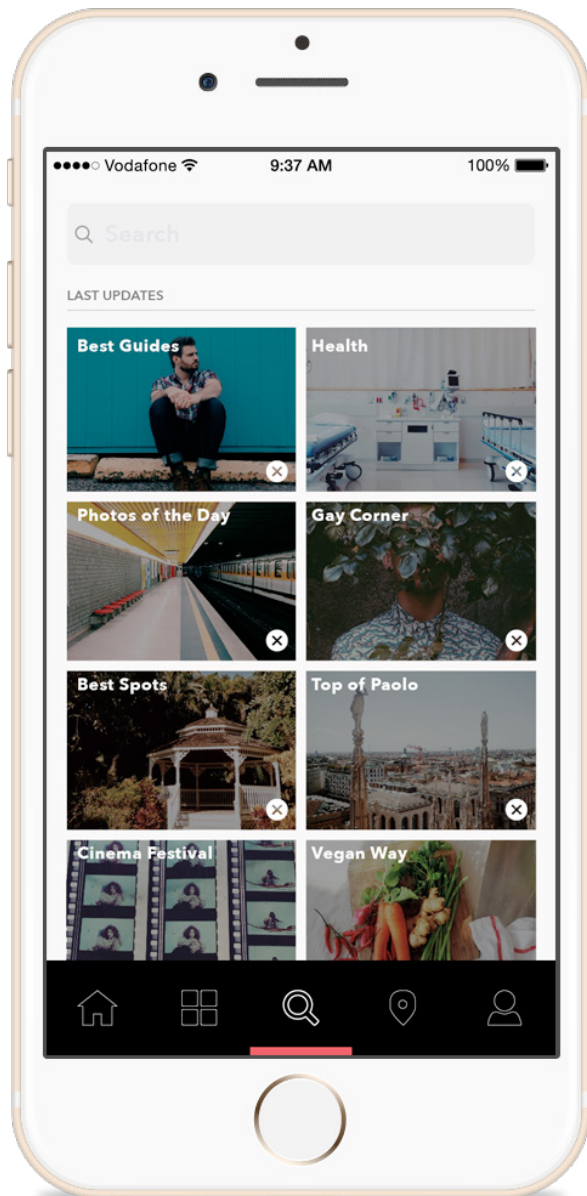 Vodafone 9:37 AM 100%
Search
LAST UPDATES
Best Guides Health
Photos of the Day Gay Corner
Best Spots Top of Paolo
Cinema Festival Vegan Way